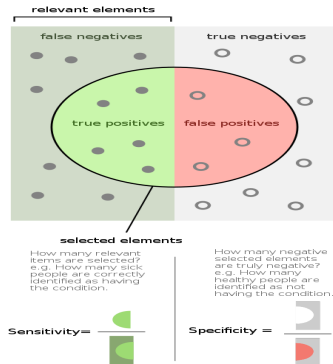 relevant elements
false negatives
true negatives
true positives
false positives
selected elements
How many relevant
items are selected?
e.g. How many sick
people are correctly
identified as having
the condition.
How many negative
selected elements
are truly negative?
e.g. How many
healthy people are
identified as not
having the condition.
Sensitivity=
Specificity =